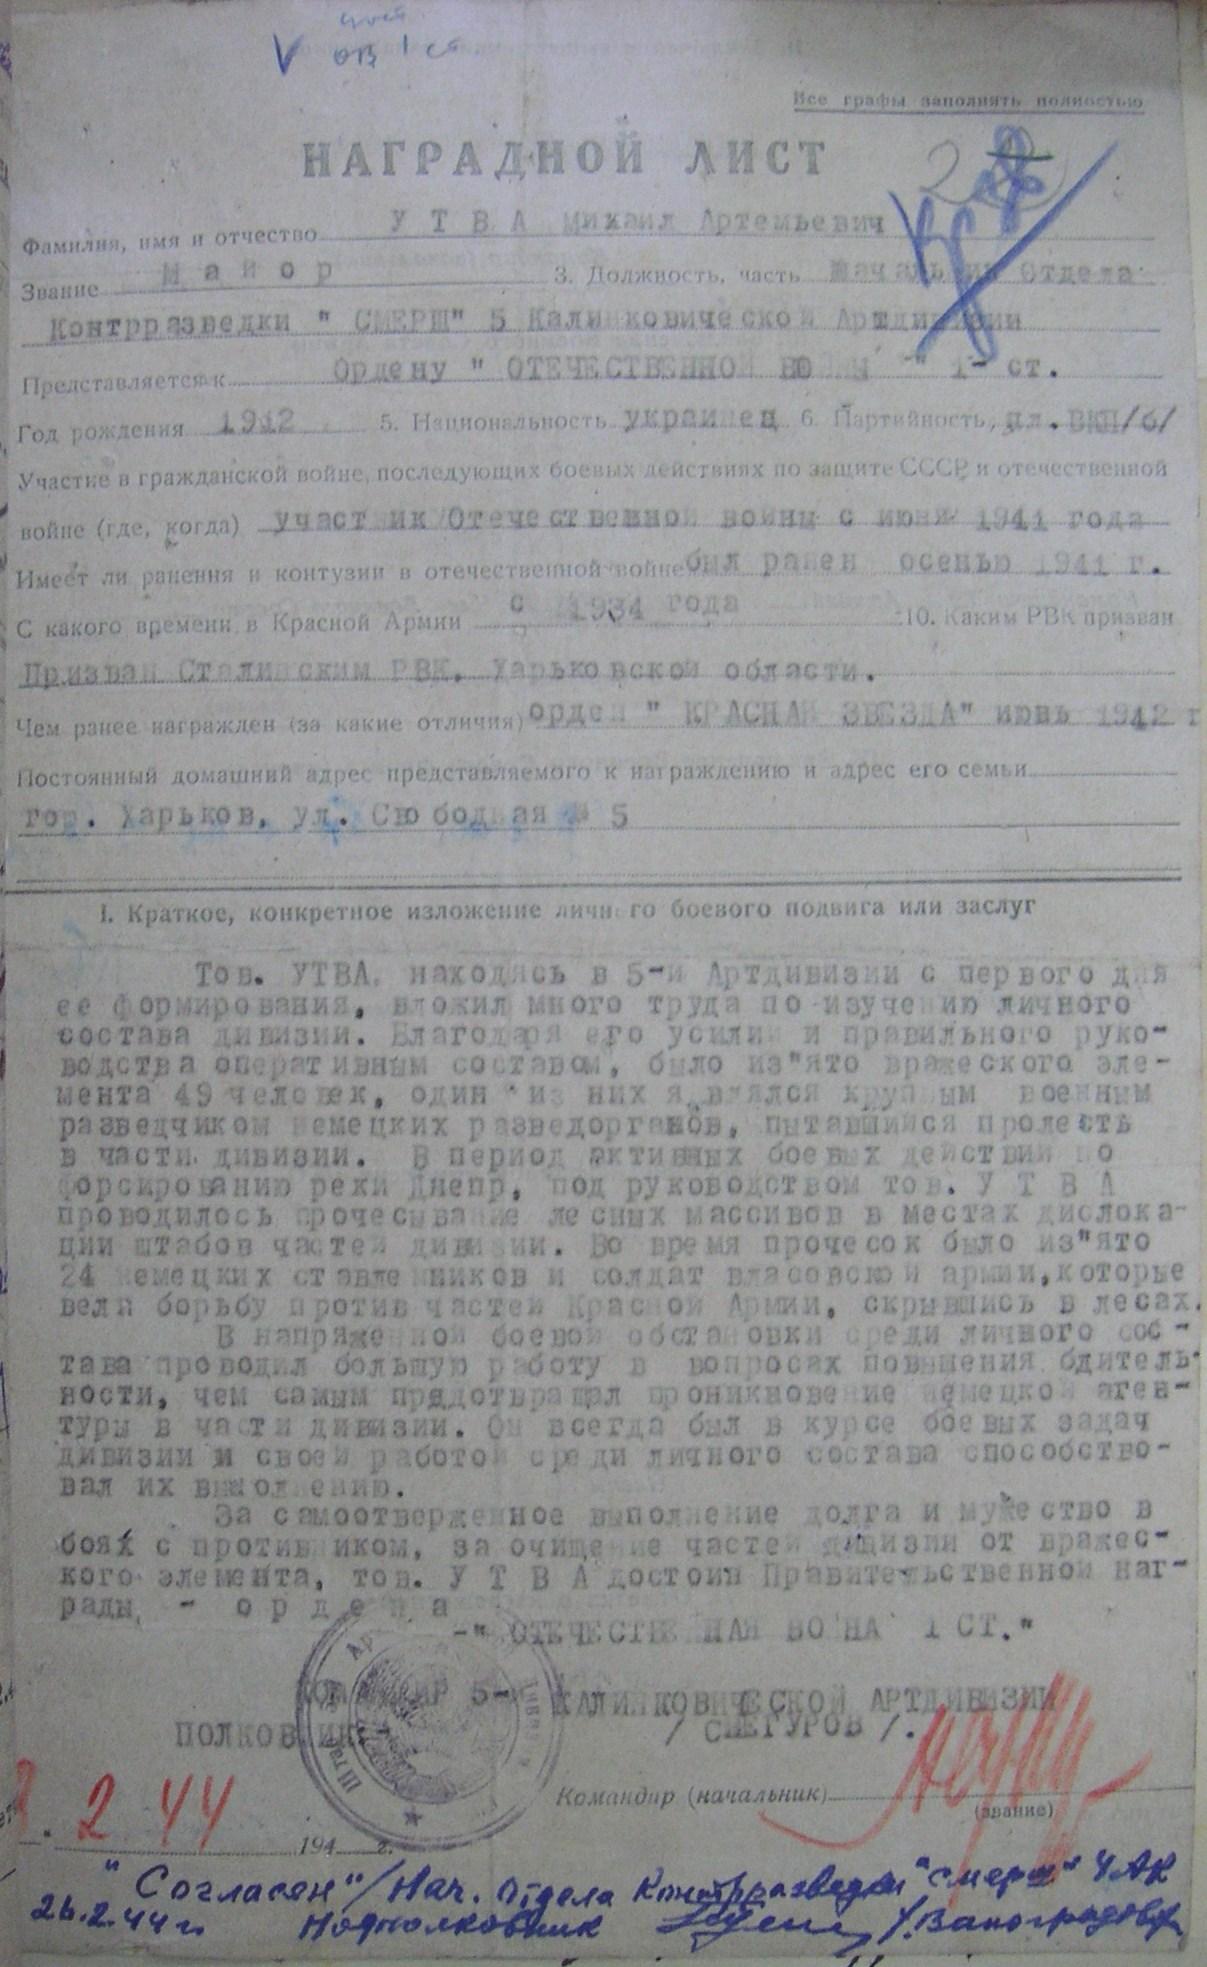 ОВ 1 ст.
Все графы заполнять полностью
НАГРАДНОЙ ЛИСТ
Фамилия, имя и отчество У Т В А Михаил Артемьевич
Звание М а й о р 3. Должность, часть Начальник Отдела
Контрразведки " СМЕРШ" 5 Калинковической Артдивизии
Представляется к Ордену " ОТЕЧЕСТВЕННОЙ ВОЙНЫ " 1- ст.
Год рождения 1912 5. Национальность украинец 6. Партийность, чл. ВКП/б/
Участие в гражданской войне, последующих боевых действиях по защите СССР и отечественной
войне (где, когда) участник Отечественной войны с июня 1941 года
Имеет ли ранения и контузии в отечественной войне был ранен осенью 1941 г.
С какого времени в Красной Армии с 1934 года 10. Каким РВК призван
Призван Сталинским РВК, Харьковской области.
Чем ранее награжден (за какие отличия) орден " КРАСНАЯ ЗВЕЗДА" июнь 1942 г
Постоянный домашний адрес представляемого к награждению и адрес его семьи
гор. Харьков, ул. Свободная № 5
I. Краткое, конкретное изложение личного боевого подвига или заслуг
Тов. УТВА, находясь в 5-й Артдивизии с первого дня
ее формирования, вложил много труда по изучению личного
состава дивизии. Благодаря его усилий и правильного руко-
водства оперативным составом, было из"ято вражеского эле-
мента 49 человек, один из них являлся крупным военным
разведчиком немецких разведорганов, пытавшийся пролесть
в части дивизии. В период активных боевых действий по
форсированию реки Днепр, под руководством тов. У Т В А
проводилось прочесывание лесных массивов в местах дислока-
ции штабов частей дивизии. Во время прочесок было из"ято
24 немецких ставленников и солдат власовской армии, которые
вели борьбу против частей Красной Армии, скрывшись в лесах.
В напряженной боевой обстановки среди личного сос-
тава проводил большую работу в вопросах повышения бдитель-
ности, чем самым предотвращал проникновение немецкой аген-
туры в части дивизии. Он всегда был в курсе боевых задач
дивизии и своей работой среди личного состава способство-
вал их выполнению.
За самоотверженное выполнение долга и мужество в
боях с противником, за очищение частей дивизии от вражес-
кого элемента, тов. У Т В А достоин Правительственной наг-
рады - о р д е н а
-" ОТЕЧЕСТВЕННАЯ ВОЙНА 1 СТ."
КОМАНДИР 5-й КАЛИНКОВИЧЕСКОЙ АРТДИВИЗИИ
ПОЛКОВНИК / СНЕГУРОВ /.
Командир (начальник)
(звание)
2 44
194 г.
"Согласен" / Нач. отдела Контрразведки "Смерш" 4 АК
26.2.44 г. Подполковник /Виноградов/